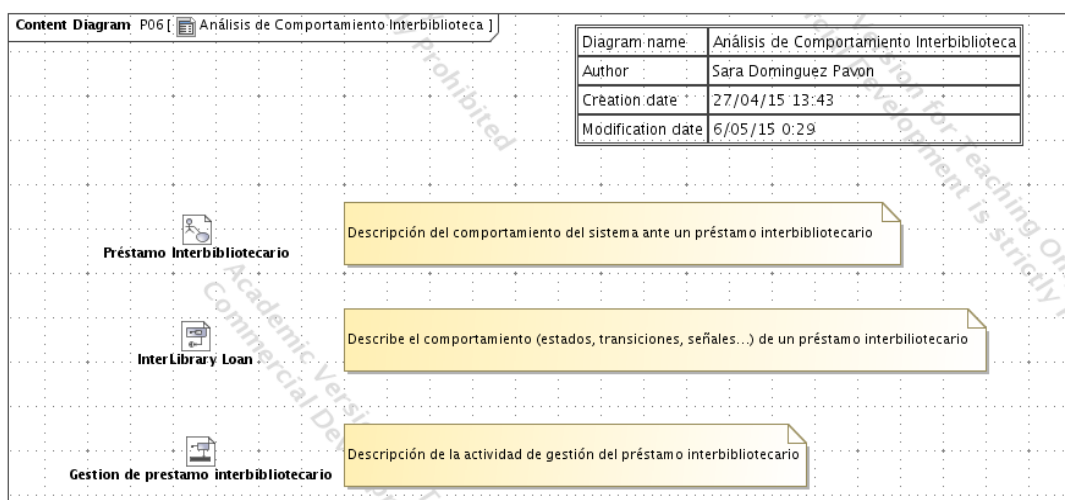 Content Diagram P06 [ Análisis de Comportamiento Interbiblioteca ]
Diagram name Análisis de Comportamiento Interbiblioteca
Author Sara Dominguez Pavon
Creation date 27/04/15 13:43
Modification date 6/05/15 0:29
Préstamo Interbibliotecario
Descripción del comportamiento del sistema ante un préstamo interbibliotecario
InterLibrary Loan
Describe el comportamiento (estados, transiciones, señales...) de un préstamo interbiliotecario
Gestion de prestamo interbibliotecario
Descripción de la actividad de gestión del préstamo interbibliotecario